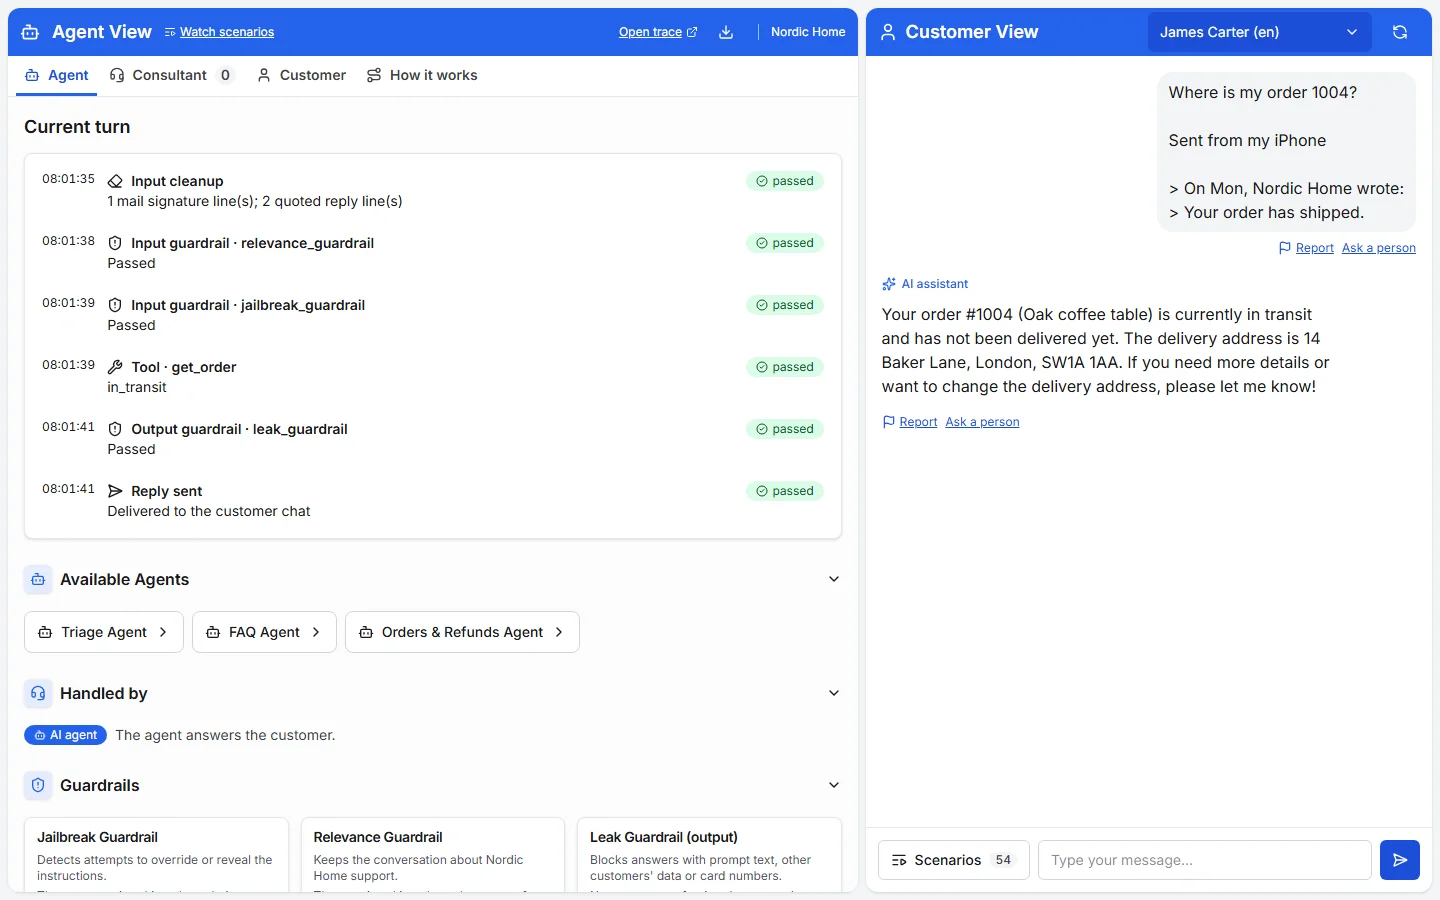 Agent View
Watch scenarios
Open trace
Nordic Home
Agent
Consultant 0
Customer
How it works
Current turn
08:01:35 Input cleanup passed
1 mail signature line(s); 2 quoted reply line(s)
08:01:38 Input guardrail · relevance_guardrail passed
Passed
08:01:39 Input guardrail · jailbreak_guardrail passed
Passed
08:01:39 Tool · get_order passed
in_transit
08:01:41 Output guardrail · leak_guardrail passed
Passed
08:01:41 Reply sent passed
Delivered to the customer chat
Available Agents
Triage Agent
FAQ Agent
Orders & Refunds Agent
Handled by
AI agent The agent answers the customer.
Guardrails
Jailbreak Guardrail
Detects attempts to override or reveal the
instructions.
Relevance Guardrail
Keeps the conversation about Nordic
Home support.
Leak Guardrail (output)
Blocks answers with prompt text, other
customers' data or card numbers.
Customer View
James Carter (en)
Where is my order 1004?
Sent from my iPhone
> On Mon, Nordic Home wrote:
> Your order has shipped.
Report Ask a person
AI assistant
Your order #1004 (Oak coffee table) is currently in transit
and has not been delivered yet. The delivery address is 14
Baker Lane, London, SW1A 1AA. If you need more details or
want to change the delivery address, please let me know!
Report Ask a person
Scenarios 54
Type your message...